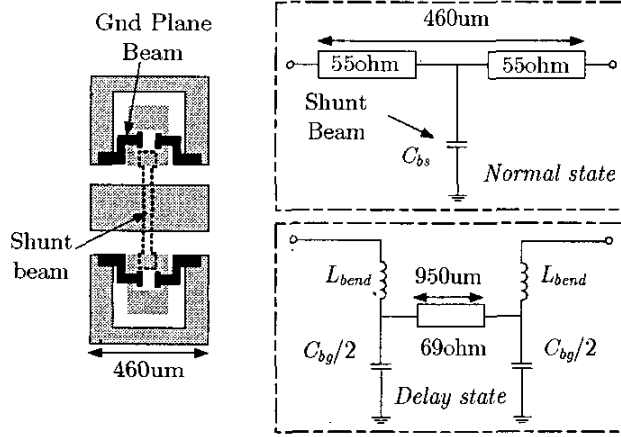 Gnd Plane
Beam
Shunt
beam
460um
460um
55ohm
55ohm
Shunt
Beam
C_bs
Normal state
L_bend
950um
L_bend
C_bg/2
69ohm
C_bg/2
Delay state